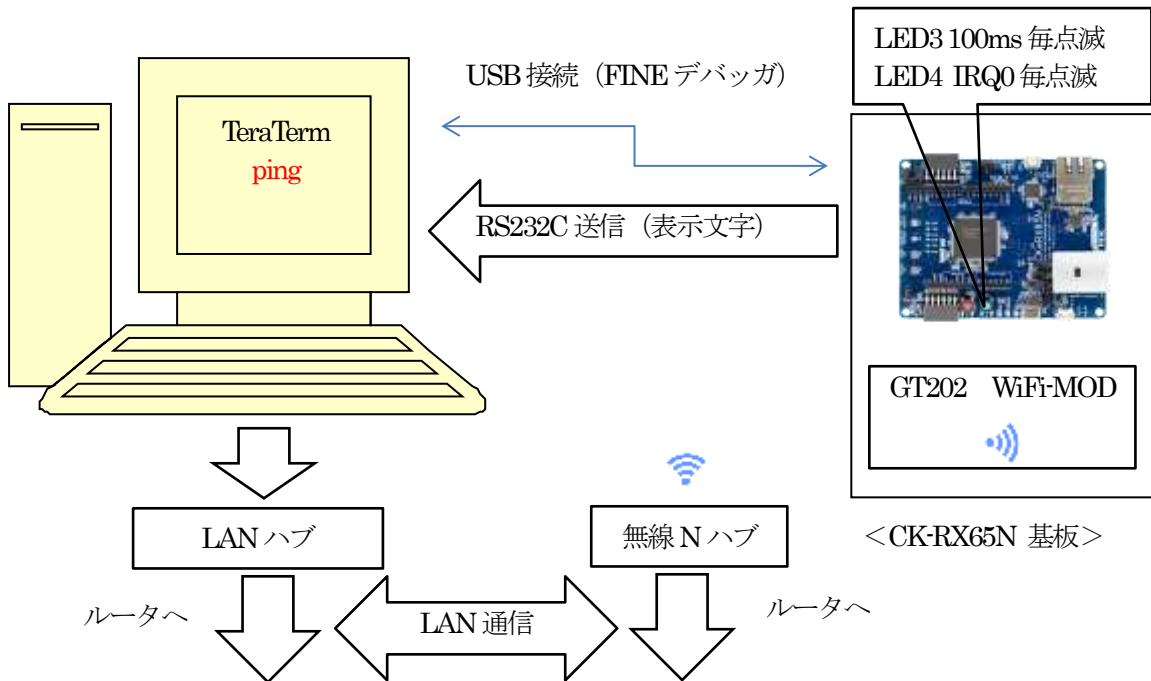 LED3 100ms 毎点滅
LED4 IRQ0 毎点滅
USB 接続（FINE デバッガ）
TeraTerm
ping
RS232C 送信（表示文字）
GT202 WiFi-MOD
LAN ハブ
無線 N ハブ
＜CK-RX65N 基板＞
ルータへ
LAN 通信
ルータへ